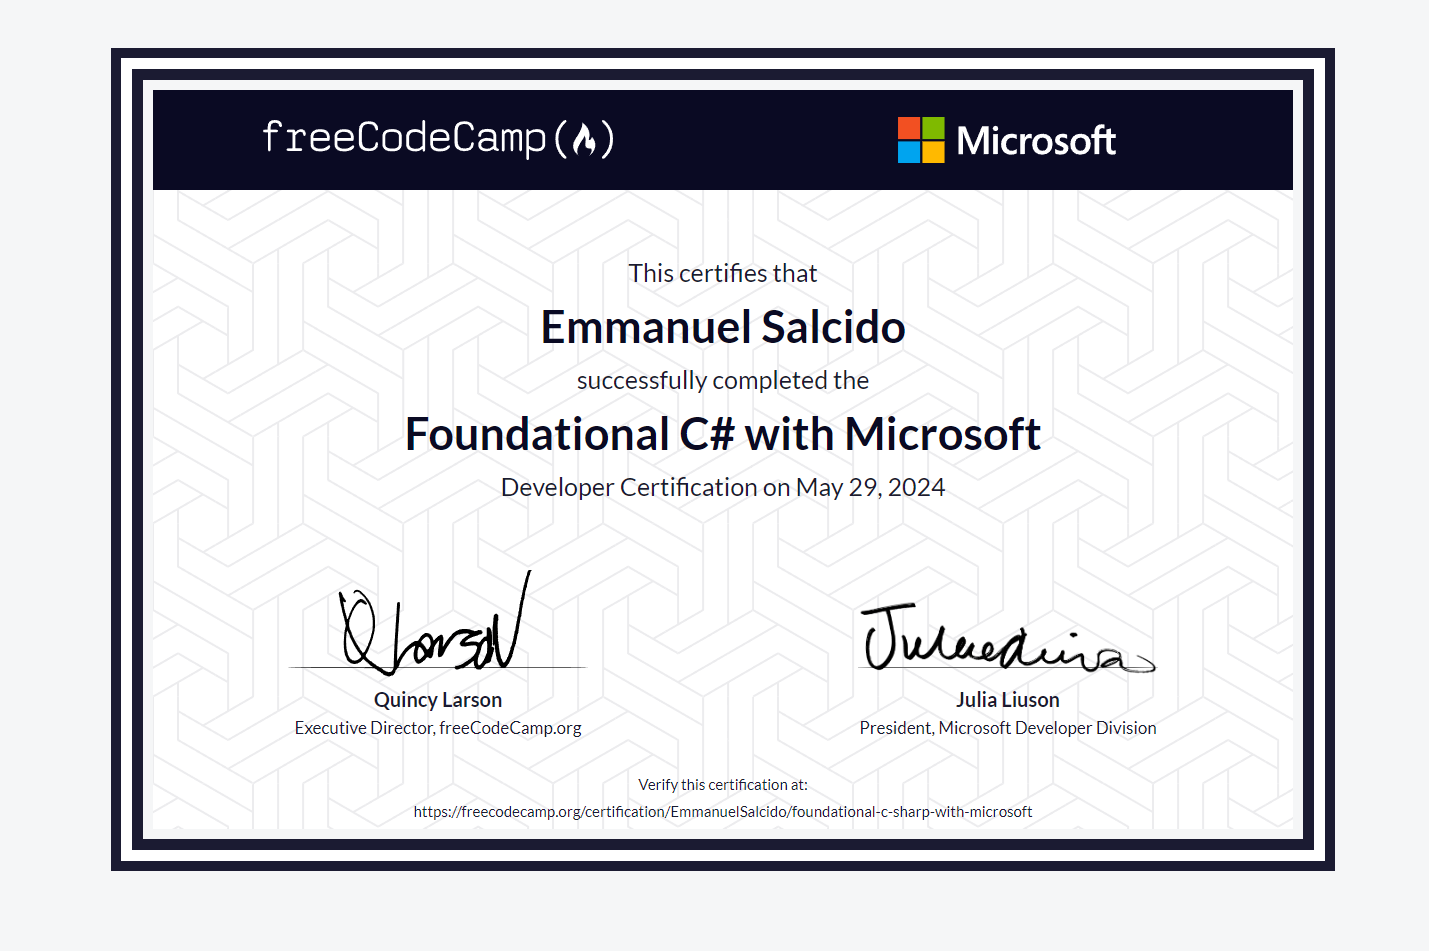 freeCodeCamp
Microsoft
This certifies that
Emmanuel Salcido
successfully completed the
Foundational C# with Microsoft
Developer Certification on May 29, 2024
Quincy Larson
Executive Director, freeCodeCamp.org
Julia Liuson
President, Microsoft Developer Division
Verify this certification at:
https://freecodecamp.org/certification/EmmanuelSalcido/foundational-c-sharp-with-microsoft